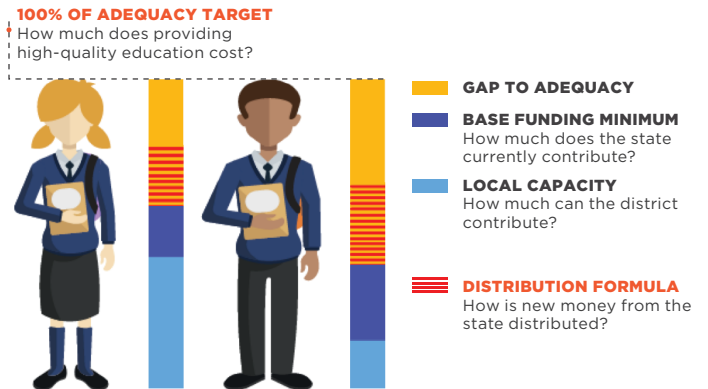 100% OF ADEQUACY TARGET
How much does providing
high-quality education cost?
GAP TO ADEQUACY
BASE FUNDING MINIMUM
How much does the state
currently contribute?
LOCAL CAPACITY
How much can the district
contribute?
DISTRIBUTION FORMULA
How is new money from the
state distributed?